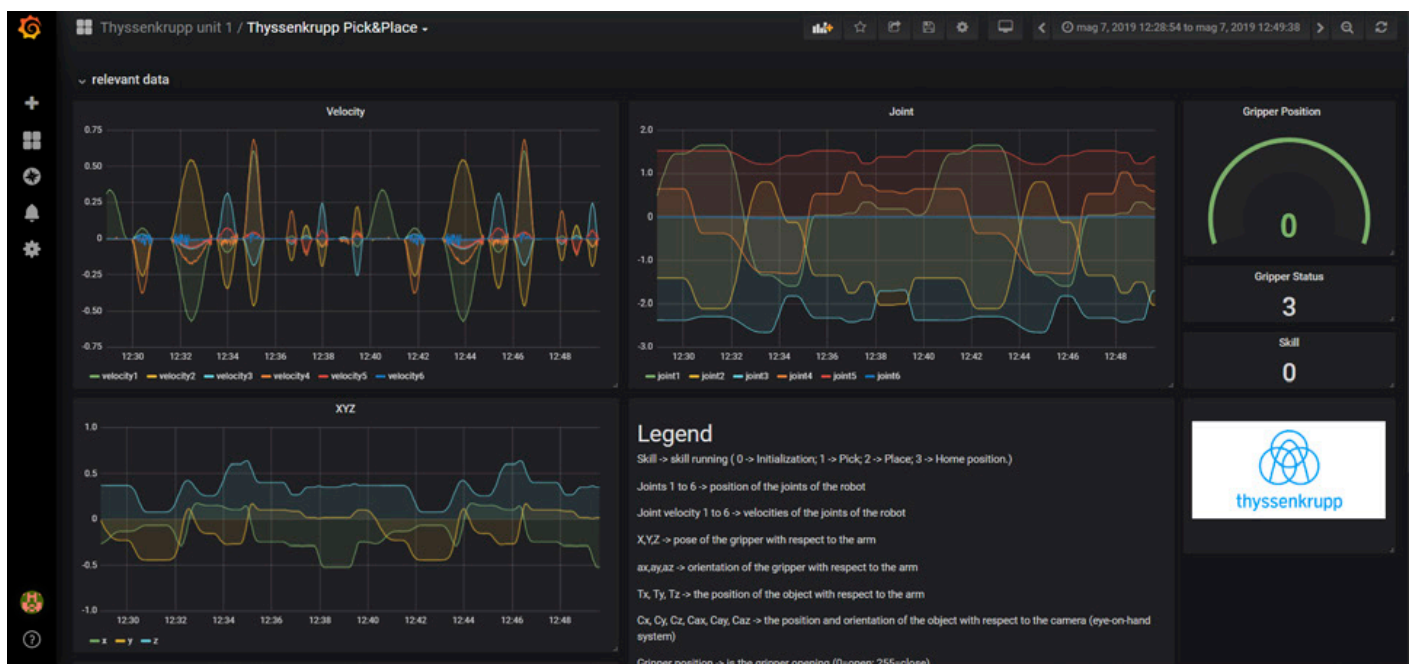 Thyssenkrupp unit 1 / Thyssenkrupp Pick&Place
mag 7, 2019 12:28:54 to mag 7, 2019 12:49:38
relevant data
Velocity
0.75
0.50
0.25
0
-0.25
-0.50
-0.75
12:30 12:32 12:34 12:36 12:38 12:40 12:42 12:44 12:46 12:48
velocity1 velocity2 velocity3 velocity4 velocity5 velocity6
Joint
2.0
1.0
0
-1.0
-2.0
-3.0
12:30 12:32 12:34 12:36 12:38 12:40 12:42 12:44 12:46 12:48
joint1 joint2 joint3 joint4 joint5 joint6
Gripper Position
0
Gripper Status
3
Skill
0
XYZ
1.0
0.5
0
-0.5
-1.0
12:30 12:32 12:34 12:36 12:38 12:40 12:42 12:44 12:46 12:48
x y z
Legend
Skill -> skill running ( 0 -> Initialization; 1 -> Pick; 2 -> Place; 3 -> Home position.)
Joints 1 to 6 -> position of the joints of the robot
Joint velocity 1 to 6 -> velocities of the joints of the robot
X,Y,Z -> pose of the gripper with respect to the arm
ax,ay,az -> orientation of the gripper with respect to the arm
Tx, Ty, Tz -> the position of the object with respect to the arm
Cx, Cy, Cz, Cax, Cay, Caz -> the position and orientation of the object with respect to the camera (eye-on-hand
system)
Gripper position -> is the gripper opening (0=open; 255=close)
thyssenkrupp